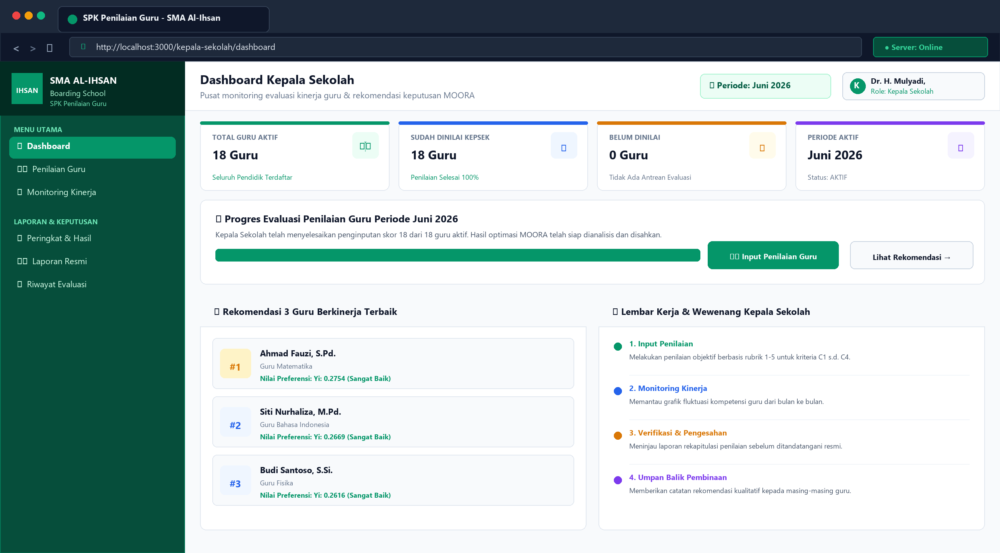 SPK Penilaian Guru - SMA Al-Ihsan
http://localhost:3000/kepala-sekolah/dashboard
● Server: Online
IHSAN
SMA AL-IHSAN
Boarding School
SPK Penilaian Guru
MENU UTAMA
Dashboard
Penilaian Guru
Monitoring Kinerja
LAPORAN & KEPUTUSAN
Peringkat & Hasil
Laporan Resmi
Riwayat Evaluasi
Dashboard Kepala Sekolah
Pusat monitoring evaluasi kinerja guru & rekomendasi keputusan MOORA
Periode: Juni 2026
K
Dr. H. Mulyadi,
Role: Kepala Sekolah
TOTAL GURU AKTIF
18 Guru
Seluruh Pendidik Terdaftar
SUDAH DINILAI KEPSEK
18 Guru
Penilaian Selesai 100%
BELUM DINILAI
0 Guru
Tidak Ada Antrean Evaluasi
PERIODE AKTIF
Juni 2026
Status: AKTIF
Progres Evaluasi Penilaian Guru Periode Juni 2026
Kepala Sekolah telah menyelesaikan penginputan skor 18 dari 18 guru aktif. Hasil optimasi MOORA telah siap dianalisis dan disahkan.
Input Penilaian Guru
Lihat Rekomendasi →
Rekomendasi 3 Guru Berkinerja Terbaik
#1
Ahmad Fauzi, S.Pd.
Guru Matematika
Nilai Preferensi: Yi: 0.2754 (Sangat Baik)
#2
Siti Nurhaliza, M.Pd.
Guru Bahasa Indonesia
Nilai Preferensi: Yi: 0.2669 (Sangat Baik)
#3
Budi Santoso, S.Si.
Guru Fisika
Nilai Preferensi: Yi: 0.2616 (Sangat Baik)
Lembar Kerja & Wewenang Kepala Sekolah
1. Input Penilaian
Melakukan penilaian objektif berbasis rubrik 1-5 untuk kriteria C1 s.d. C4.
2. Monitoring Kinerja
Memantau grafik fluktuasi kompetensi guru dari bulan ke bulan.
3. Verifikasi & Pengesahan
Meninjau laporan rekapitulasi penilaian sebelum ditandatangani resmi.
4. Umpan Balik Pembinaan
Memberikan catatan rekomendasi kualitatif kepada masing-masing guru.